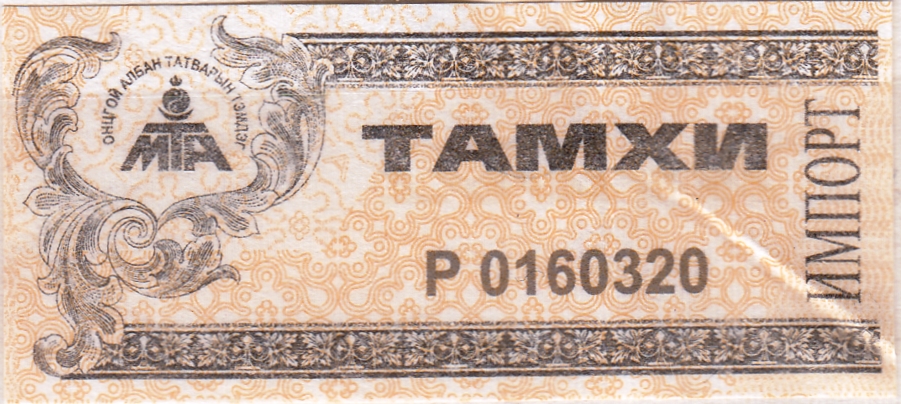 ОНЦГОЙ АЛБАН ТАТВАРЫН ТЭМДЭГ
МТА
ТАМХИ
Р 0160320
ИМПОРТ